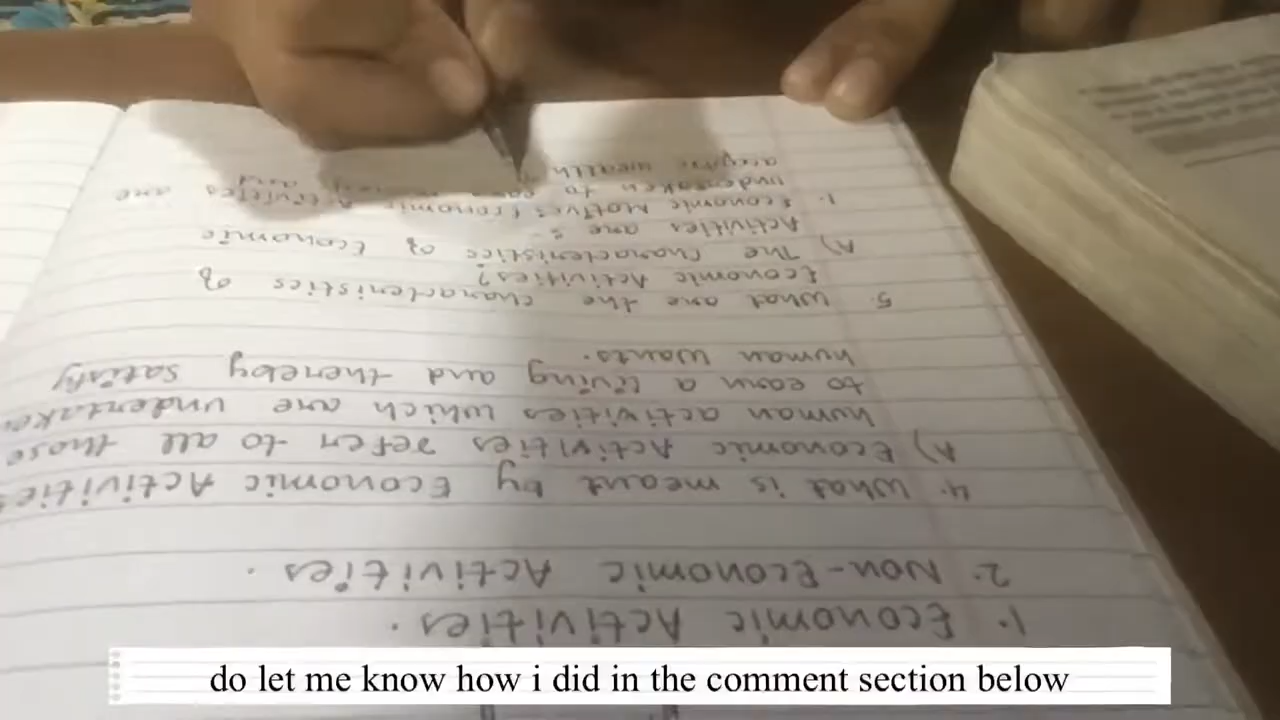 1. Economic Activities.
2. Non-Economic Activities.
4. What is meant by Economic Activities
A) Economic Activities refer to all those
human activities which are undertaken
to earn a living and thereby satisfy
human wants.
5. What are the characteristics of
Economic Activities?
A) The characteristics of Economic
Activities are :-
1. Economic Motives: Economic Activities are
undertaken to earn and
acquire wealth
do let me know how i did in the comment section below